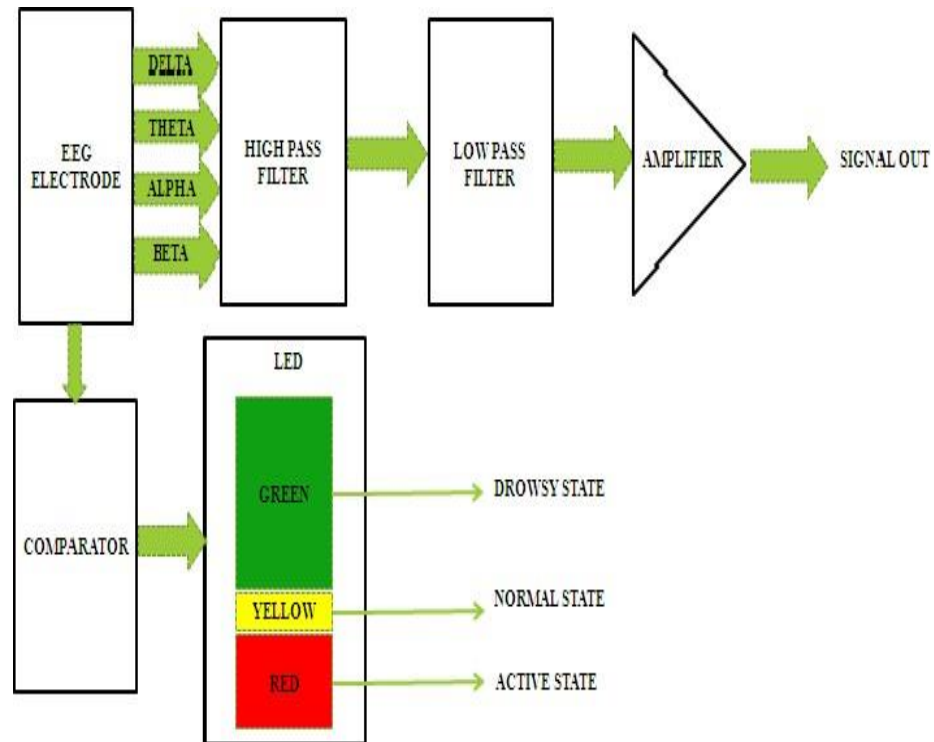 EEG
ELECTRODE
DELTA
THETA
ALPHA
BETA
HIGH PASS
FILTER
LOW PASS
FILTER
AMPLIFIER
SIGNAL OUT
COMPARATOR
LED
GREEN
YELLOW
RED
DROWSY STATE
NORMAL STATE
ACTIVE STATE